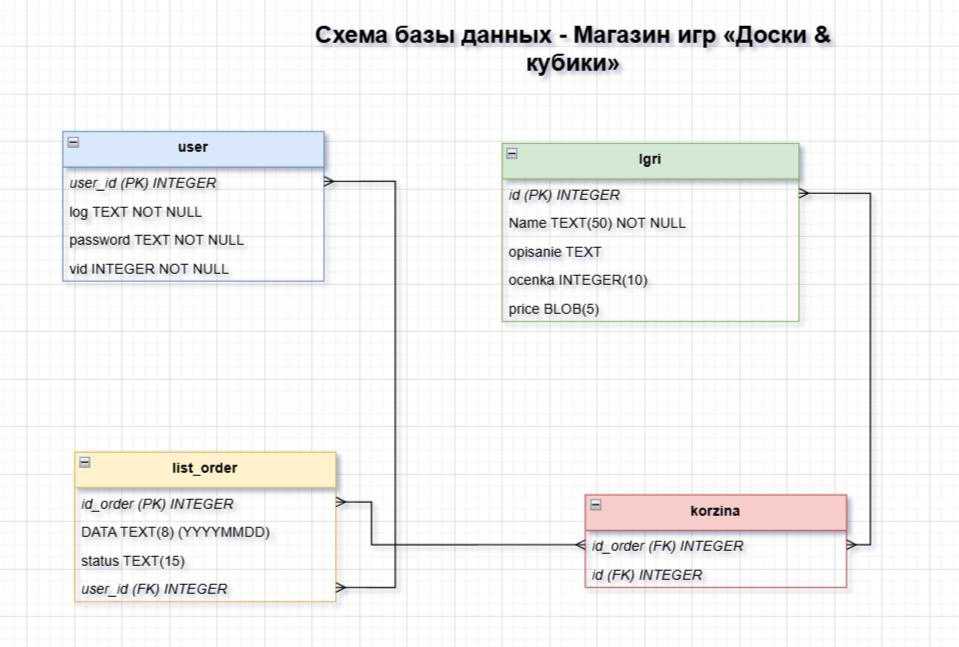 Схема базы данных - Магазин игр «Доски &
кубики»
user
user_id (PK) INTEGER
log TEXT NOT NULL
password TEXT NOT NULL
vid INTEGER NOT NULL
Igri
id (PK) INTEGER
Name TEXT(50) NOT NULL
opisanie TEXT
ocenka INTEGER(10)
price BLOB(5)
list_order
id_order (PK) INTEGER
DATA TEXT(8) (YYYYMMDD)
status TEXT(15)
user_id (FK) INTEGER
korzina
id_order (FK) INTEGER
id (FK) INTEGER